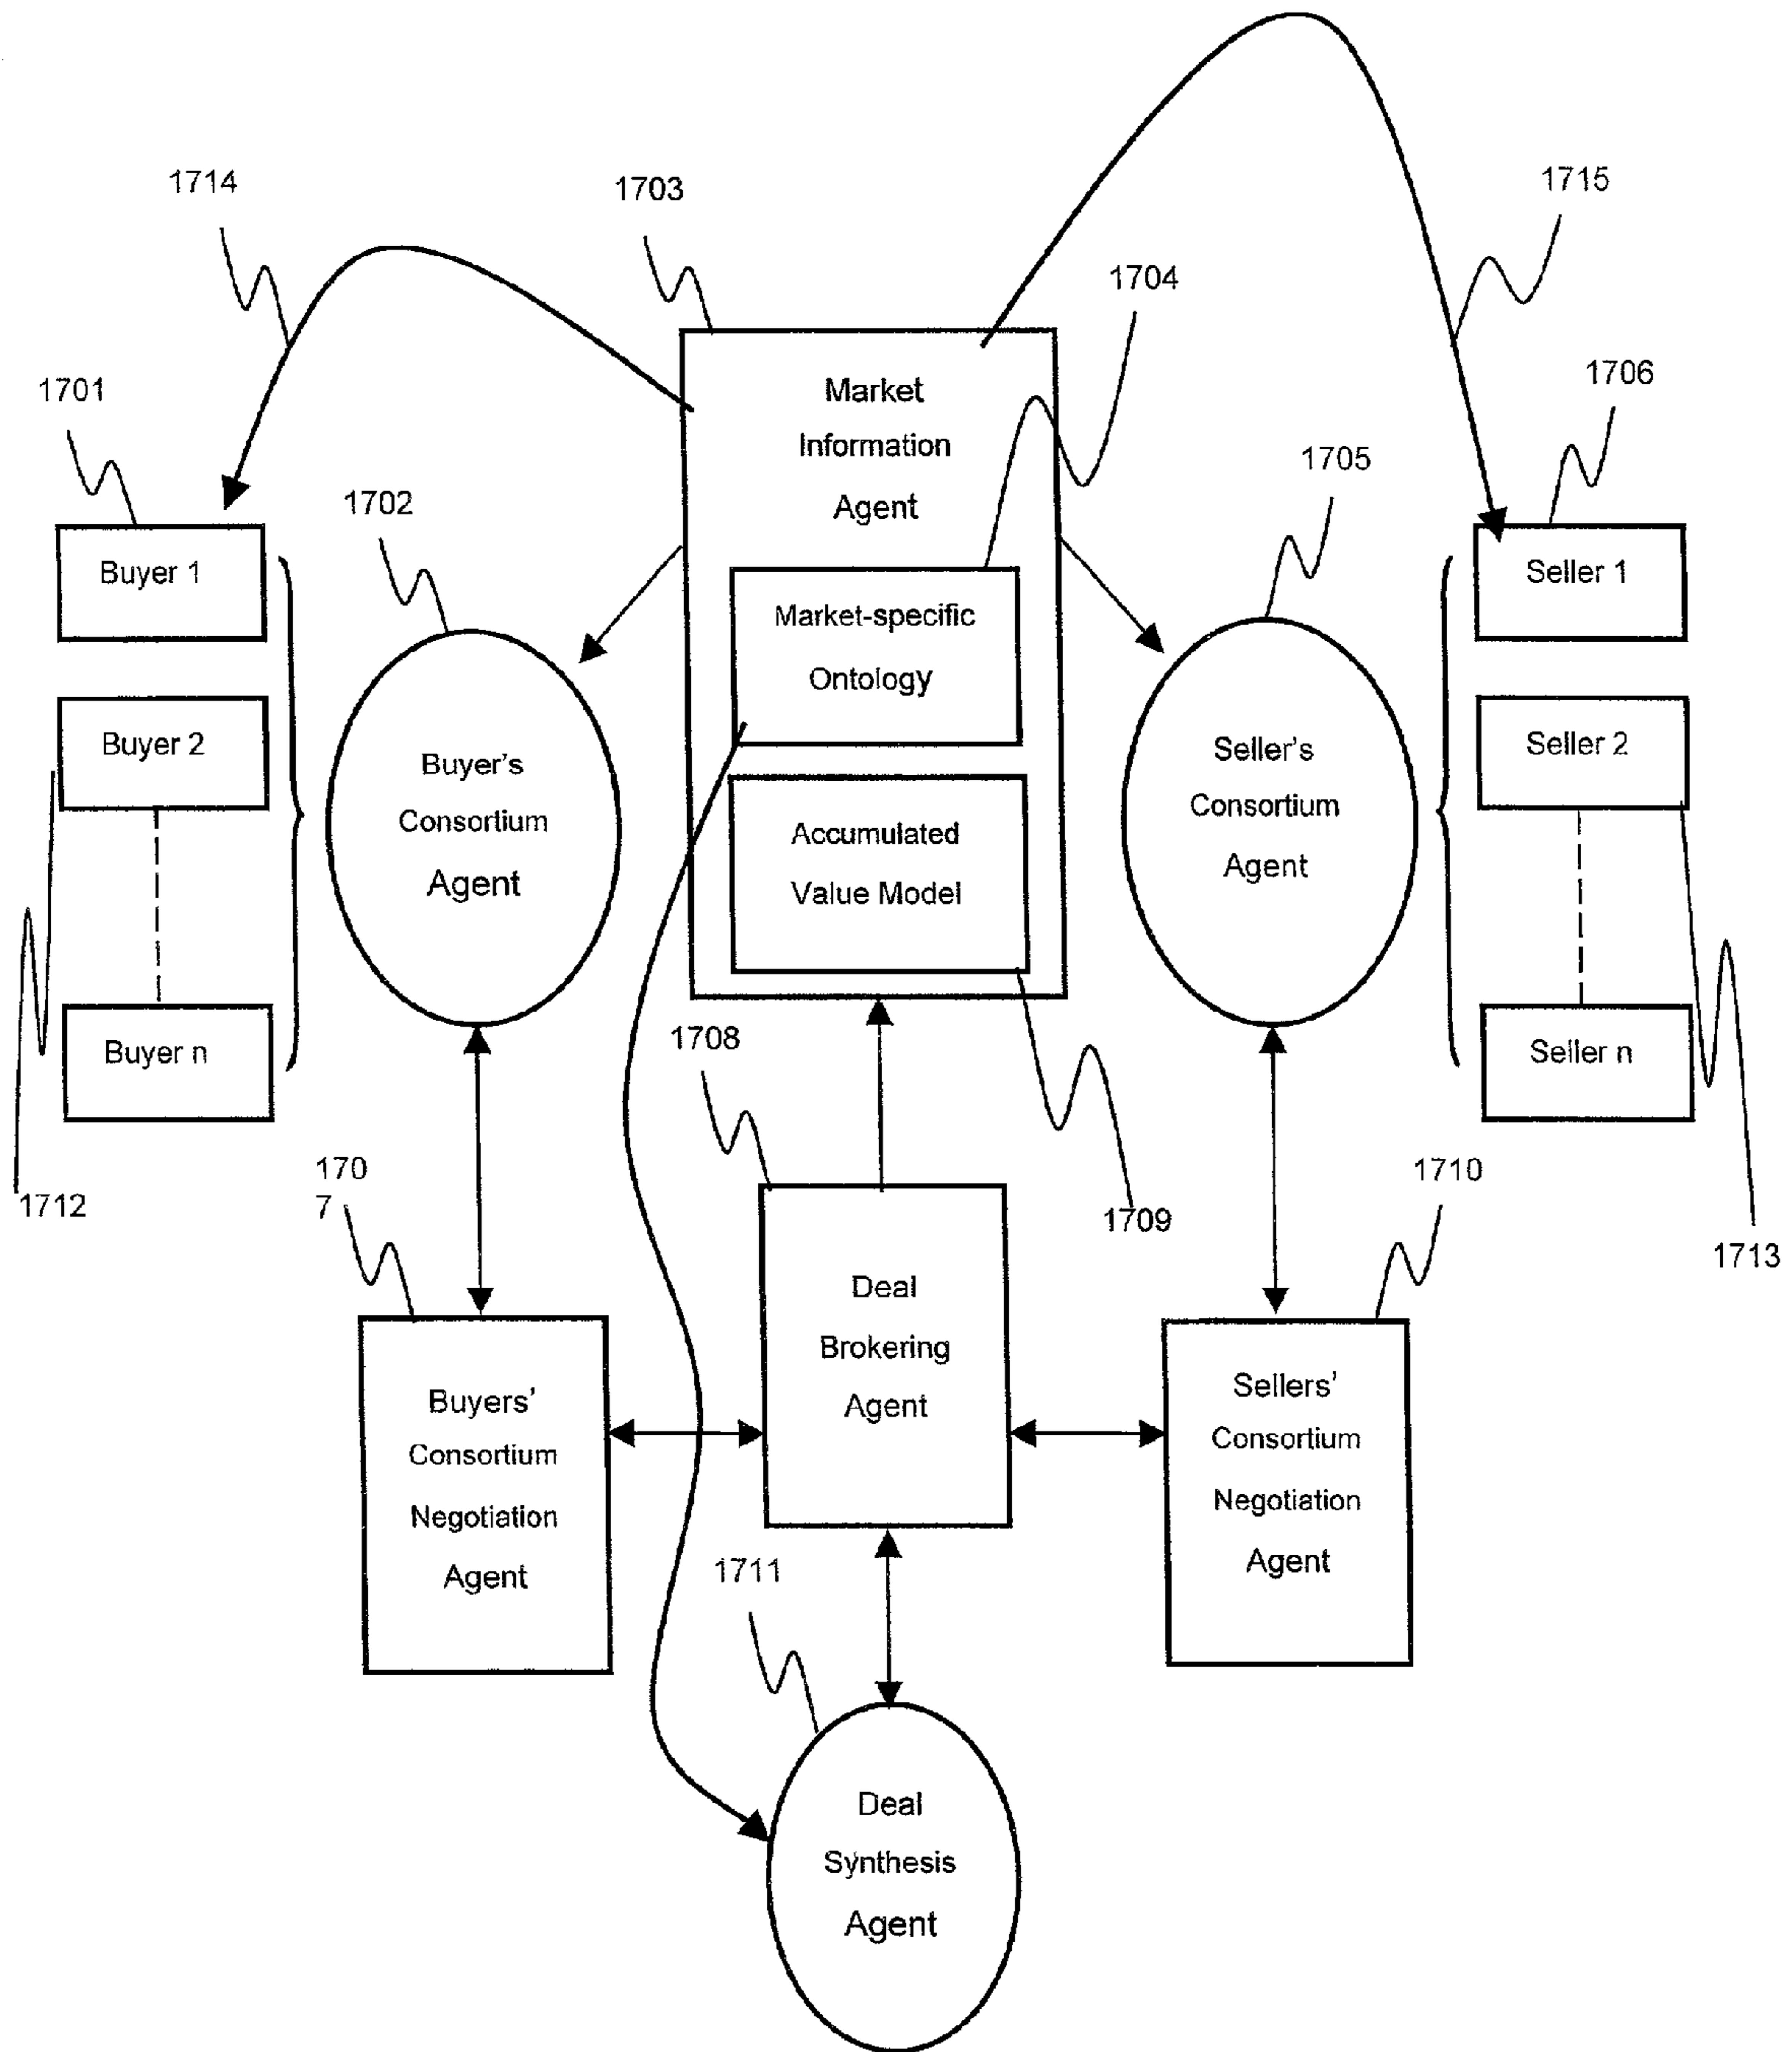 1714
1703
1715
1704
1701
1706
1702
1705
Market
Information
Agent
Buyer 1
Seller 1
Market-specific
Ontology
Buyer 2
Seller 2
Buyer's
Consortium
Agent
Seller's
Consortium
Agent
Accumulated
Value Model
Buyer n
Seller n
1708
170
7
1710
1712
1709
1713
Deal
Brokering
Agent
Buyers'
Consortium
Negotiation
Agent
Sellers'
Consortium
Negotiation
Agent
1711
Deal
Synthesis
Agent